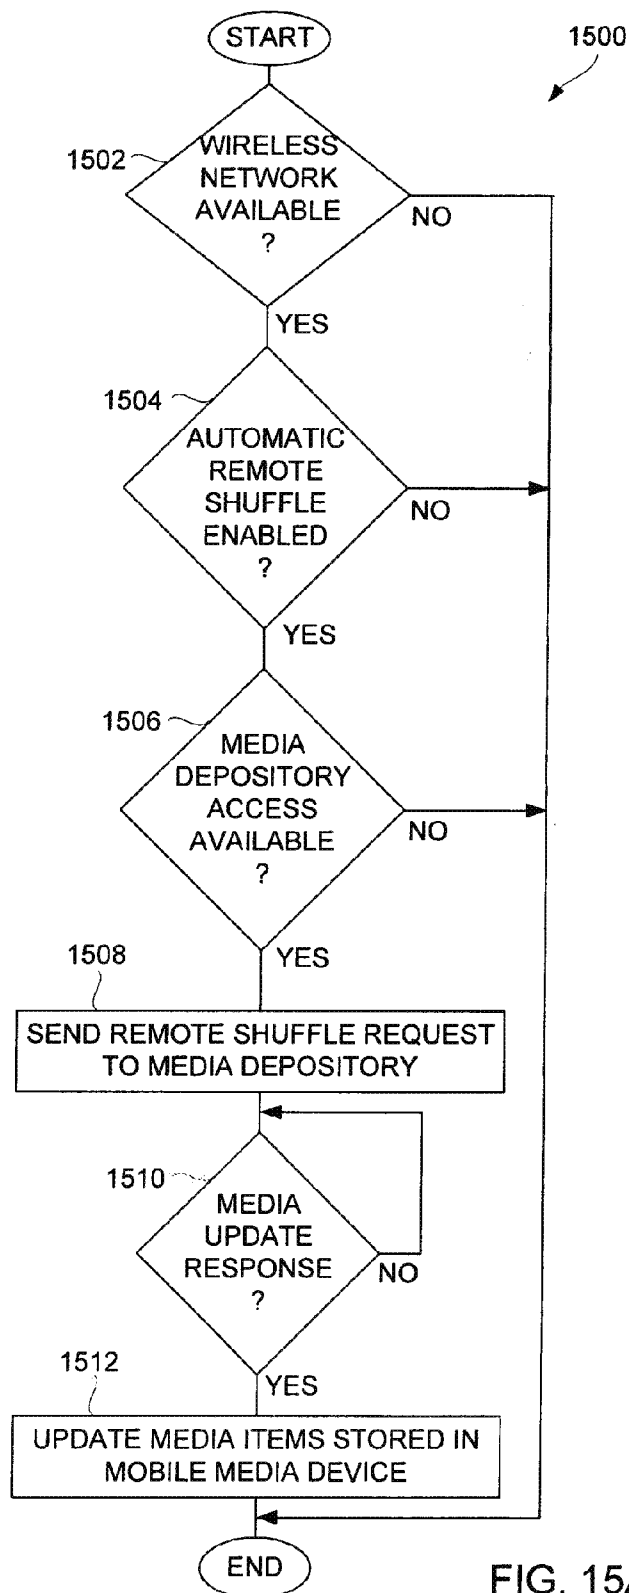 START
1500
1502
WIRELESS
NETWORK
AVAILABLE
?
NO
YES
1504
AUTOMATIC
REMOTE
SHUFFLE
ENABLED
?
NO
YES
1506
MEDIA
DEPOSITORY
ACCESS
AVAILABLE
?
NO
YES
1508
SEND REMOTE SHUFFLE REQUEST
TO MEDIA DEPOSITORY
1510
MEDIA
UPDATE
RESPONSE
?
NO
YES
1512
UPDATE MEDIA ITEMS STORED IN
MOBILE MEDIA DEVICE
END
FIG. 15